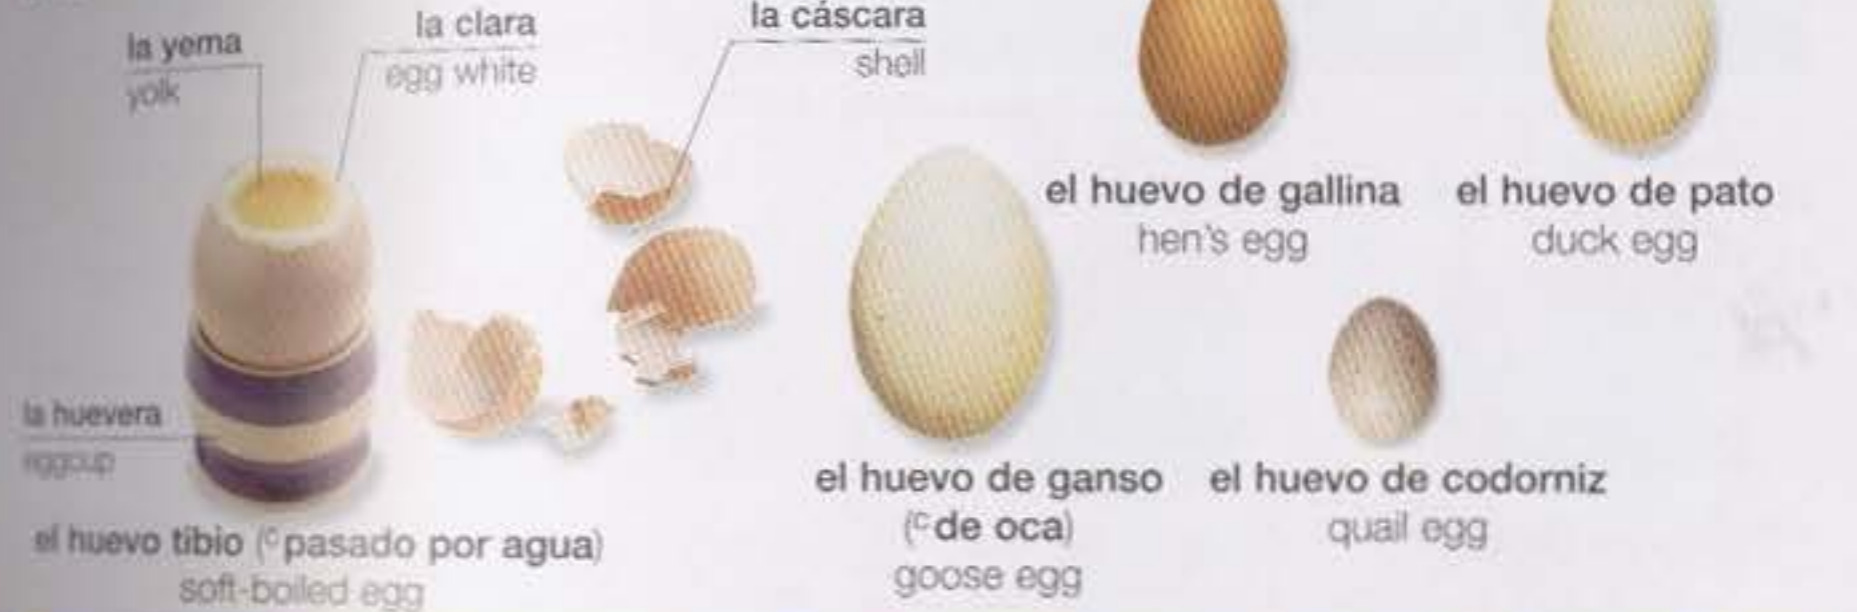 la yema
yolk
la clara
egg white
la cáscara
shell
el huevo de gallina
hen's egg
el huevo de pato
duck egg
la huevera
eggcup
el huevo tibio (ᶜpasado por agua)
soft-boiled egg
el huevo de ganso
(ᶜde oca)
goose egg
el huevo de codorniz
quail egg